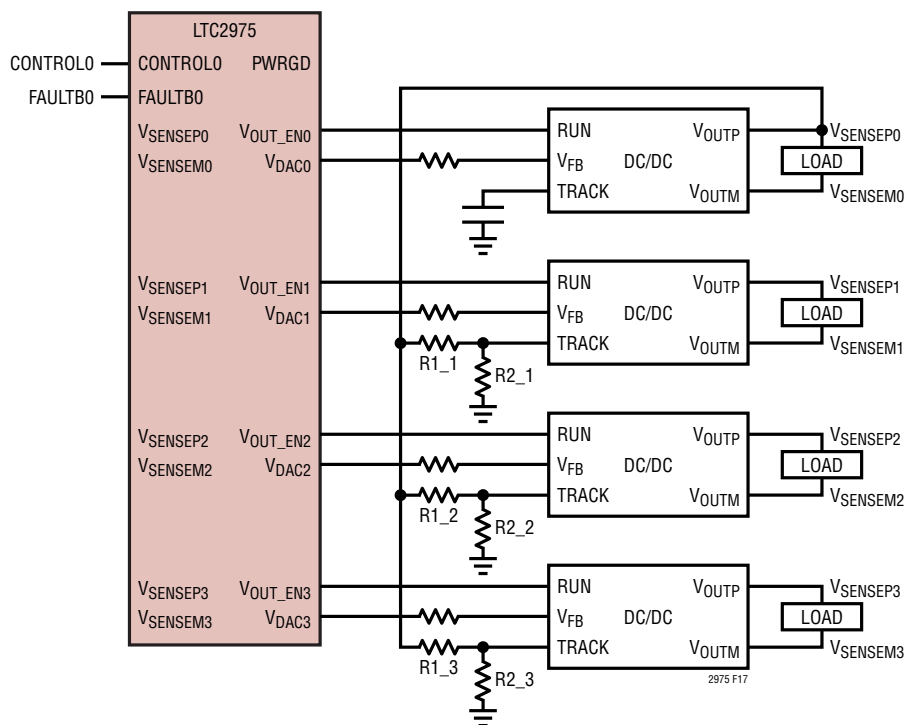 LTC2975
CONTROL0
CONTROL0
PWRGD
FAULTB0
FAULTB0
VSENSEP0
VOUT_EN0
VSENSEM0
VDAC0
RUN
VOUTP
VFB
DC/DC
TRACK
VOUTM
VSENSEP0
LOAD
VSENSEM0
VSENSEP1
VOUT_EN1
VSENSEM1
VDAC1
R1_1
R2_1
RUN
VOUTP
VFB
DC/DC
TRACK
VOUTM
VSENSEP1
LOAD
VSENSEM1
VSENSEP2
VOUT_EN2
VSENSEM2
VDAC2
R1_2
R2_2
RUN
VOUTP
VFB
DC/DC
TRACK
VOUTM
VSENSEP2
LOAD
VSENSEM2
VSENSEP3
VOUT_EN3
VSENSEM3
VDAC3
R1_3
R2_3
RUN
VOUTP
VFB
DC/DC
TRACK
VOUTM
VSENSEP3
LOAD
VSENSEM3
2975 F17